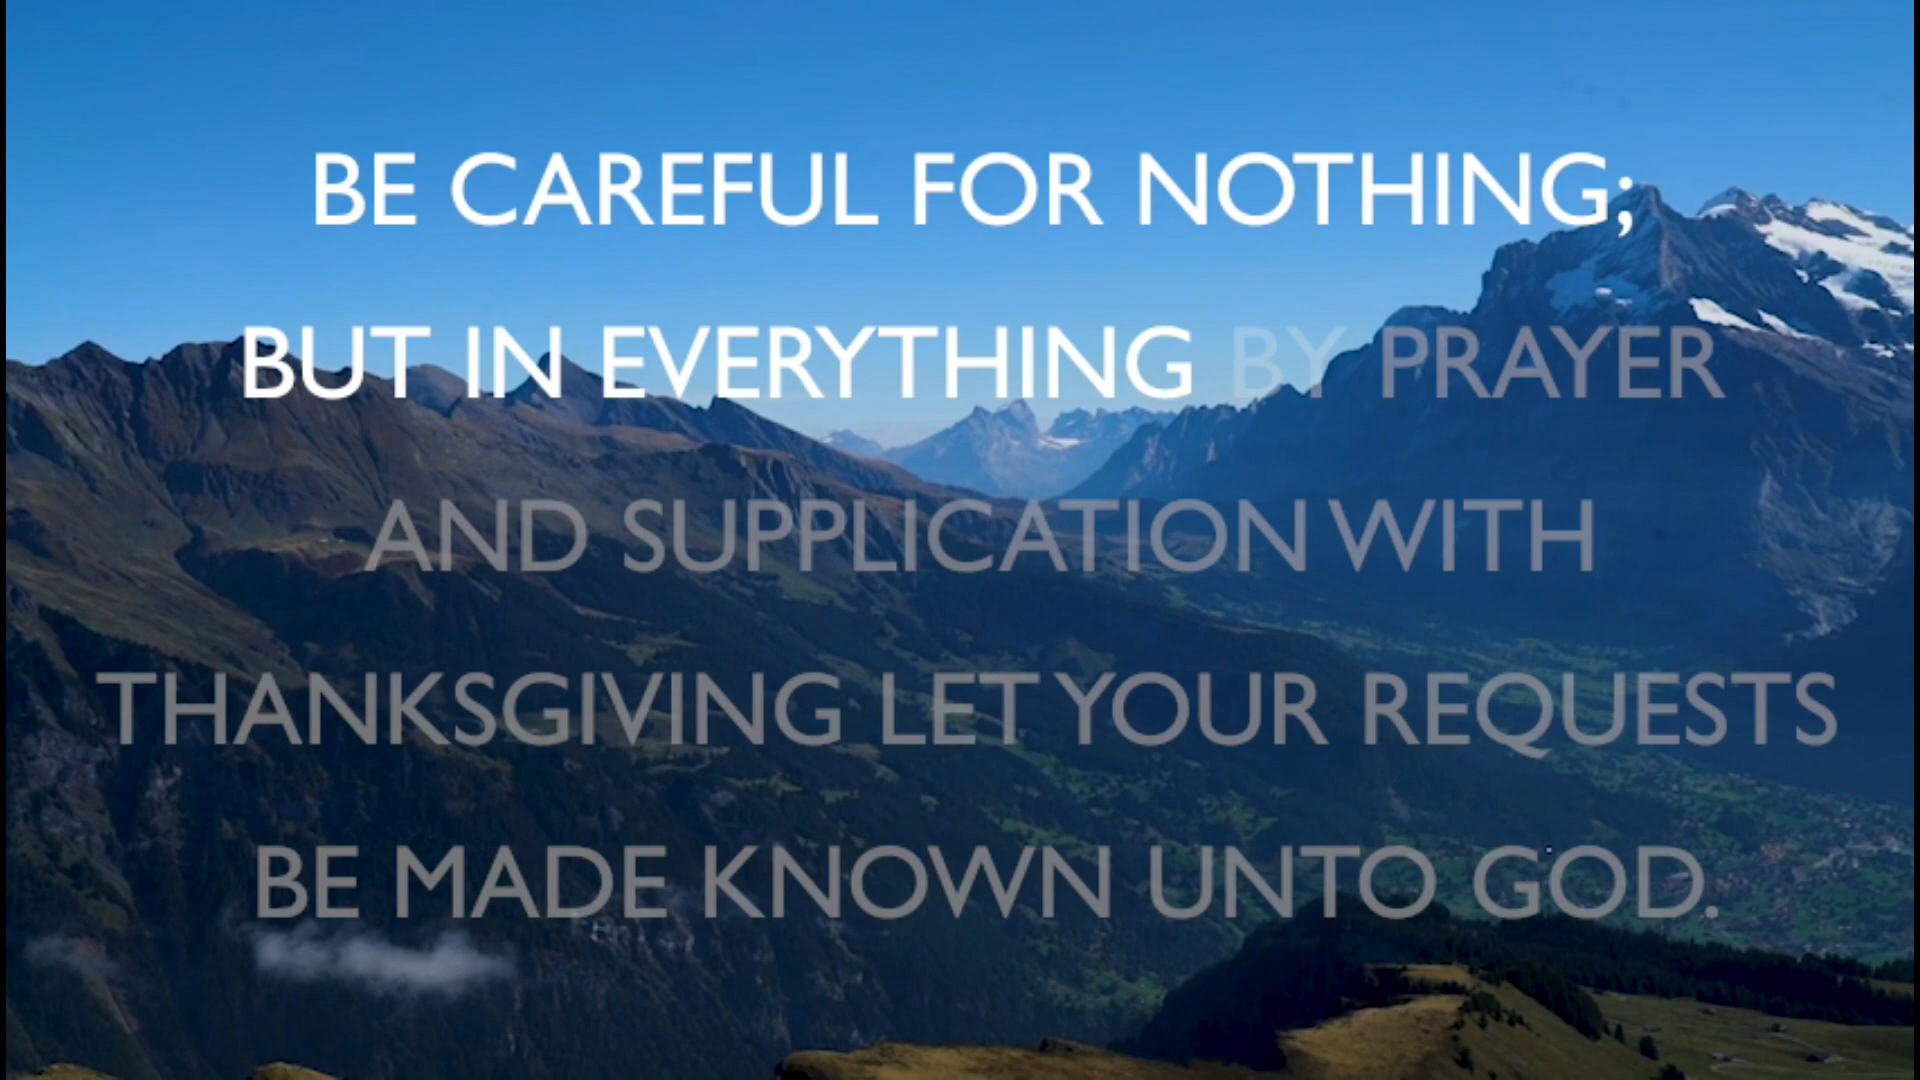 BE CAREFUL FOR NOTHING;
BUT IN EVERYTHING BY PRAYER
AND SUPPLICATION WITH
THANKSGIVING LET YOUR REQUESTS
BE MADE KNOWN UNTO GOD.